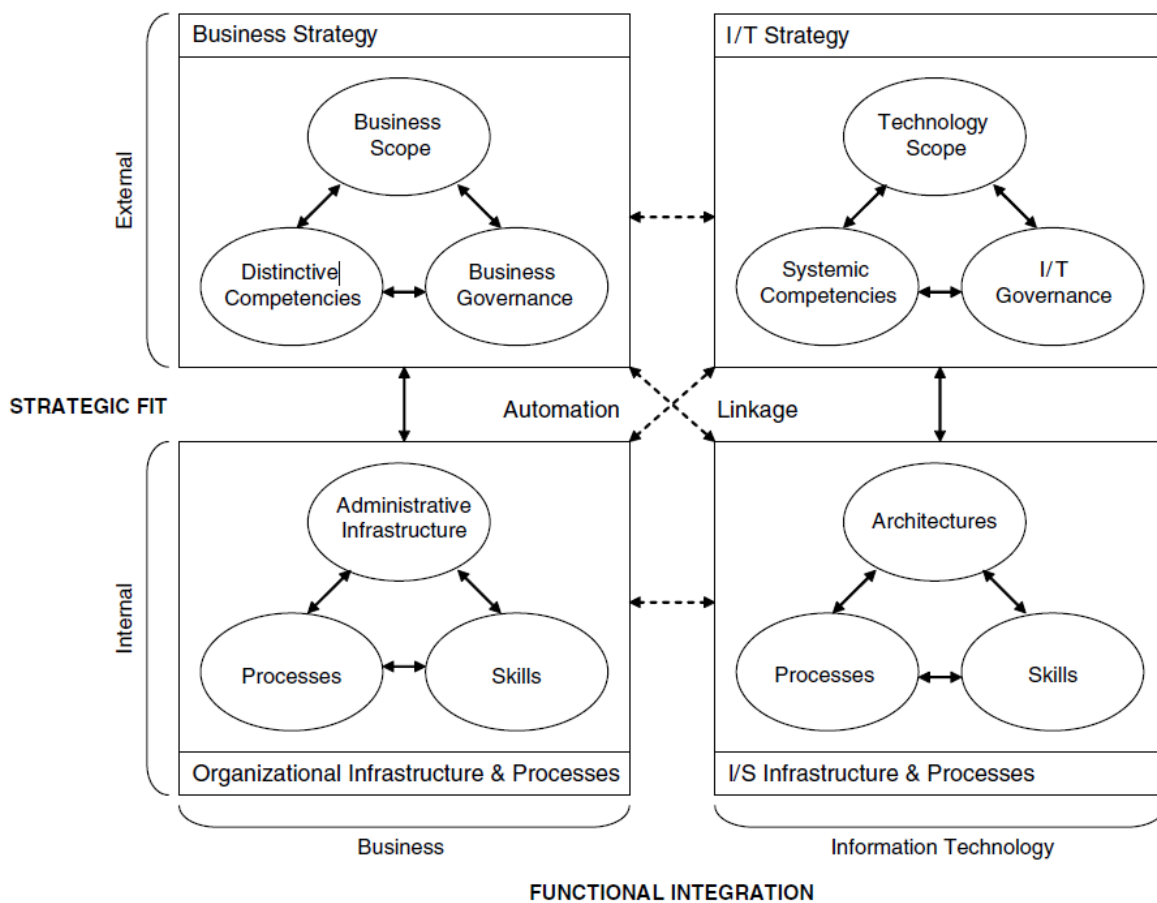 Business Strategy
I/T Strategy
External
Business
Scope
Distinctive
Competencies
Business
Governance
Technology
Scope
Systemic
Competencies
I/T
Governance
STRATEGIC FIT
Automation
Linkage
Internal
Administrative
Infrastructure
Processes
Skills
Architectures
Processes
Skills
Organizational Infrastructure & Processes
I/S Infrastructure & Processes
Business
Information Technology
FUNCTIONAL INTEGRATION